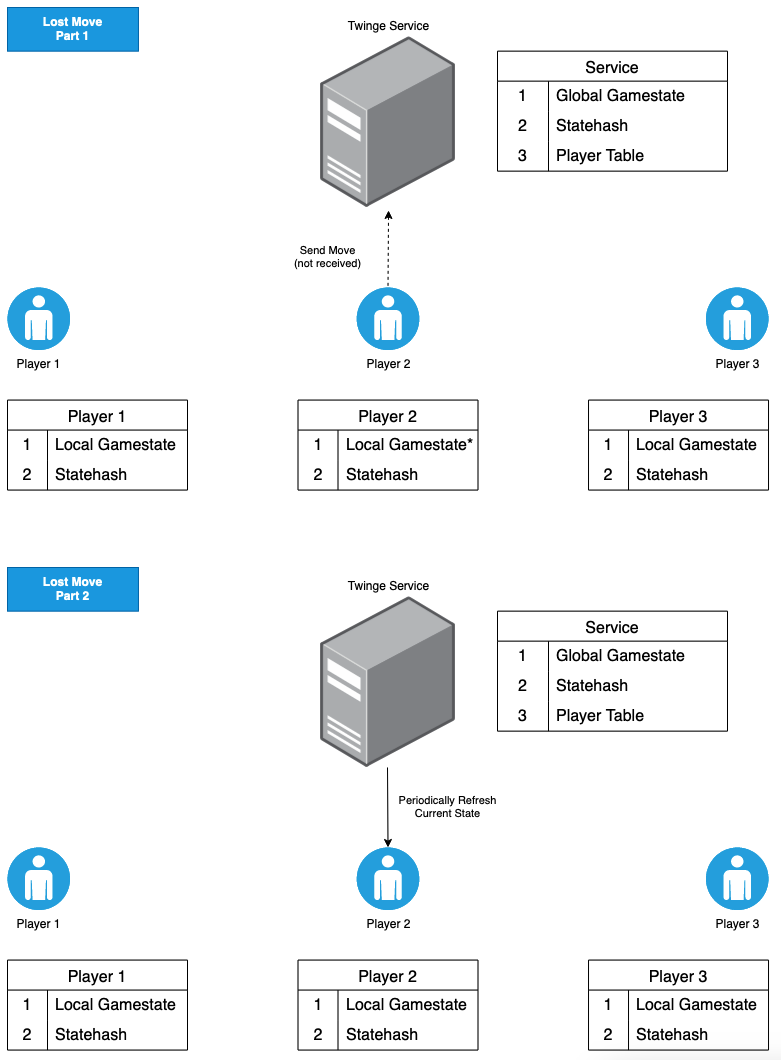 Lost Move
Part 1
Twinge Service
Service
1 Global Gamestate
2 Statehash
3 Player Table
Send Move
(not received)
Player 1
Player 2
Player 3
Player 1
1 Local Gamestate
2 Statehash
Player 2
1 Local Gamestate*
2 Statehash
Player 3
1 Local Gamestate
2 Statehash
Lost Move
Part 2
Twinge Service
Service
1 Global Gamestate
2 Statehash
3 Player Table
Periodically Refresh
Current State
Player 1
Player 2
Player 3
Player 1
1 Local Gamestate
2 Statehash
Player 2
1 Local Gamestate
2 Statehash
Player 3
1 Local Gamestate
2 Statehash